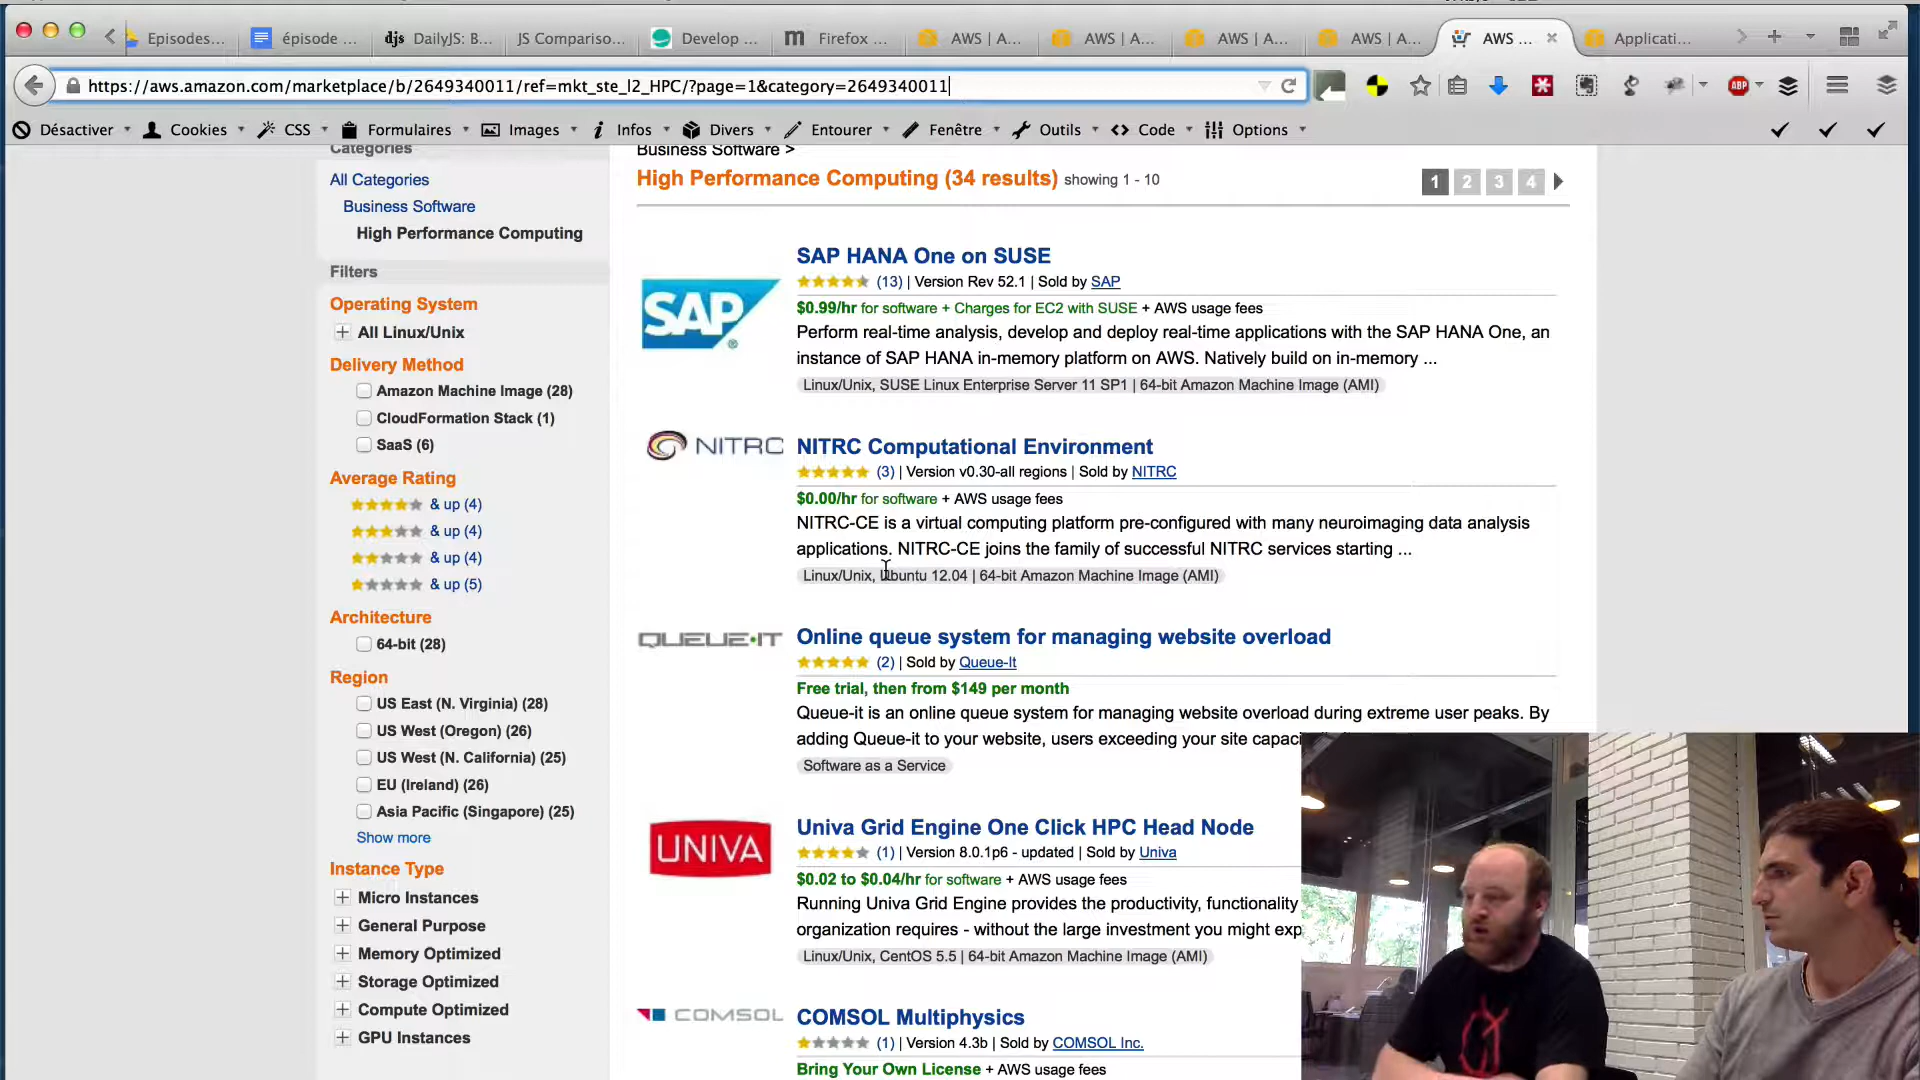 Episodes...
épisode ...
djs DailyJS: B...
JS Compariso...
Develop ...
m Firefox ...
AWS | A...
AWS | A...
AWS | A...
AWS | A...
AWS ...
Applicati...
https://aws.amazon.com/marketplace/b/2649340011/ref=mkt_ste_l2_HPC/?page=1&category=2649340011
ABP
Désactiver Cookies CSS Formulaires Images Infos Divers Entourer Fenêtre Outils Code Options
Categories
All Categories
Business Software
High Performance Computing
Filters
Operating System
All Linux/Unix
Delivery Method
Amazon Machine Image (28)
CloudFormation Stack (1)
SaaS (6)
Average Rating
& up (4)
& up (4)
& up (4)
& up (5)
Architecture
64-bit (28)
Region
US East (N. Virginia) (28)
US West (Oregon) (26)
US West (N. California) (25)
EU (Ireland) (26)
Asia Pacific (Singapore) (25)
Show more
Instance Type
Micro Instances
General Purpose
Memory Optimized
Storage Optimized
Compute Optimized
GPU Instances
Business Software >
High Performance Computing (34 results) showing 1 - 10
1 2 3 4
SAP
SAP HANA One on SUSE
(13) | Version Rev 52.1 | Sold by SAP
$0.99/hr for software + Charges for EC2 with SUSE + AWS usage fees
Perform real-time analysis, develop and deploy real-time applications with the SAP HANA One, an
instance of SAP HANA in-memory platform on AWS. Natively build on in-memory ...
Linux/Unix, SUSE Linux Enterprise Server 11 SP1 | 64-bit Amazon Machine Image (AMI)
NITRC
NITRC Computational Environment
(3) | Version v0.30-all regions | Sold by NITRC
$0.00/hr for software + AWS usage fees
NITRC-CE is a virtual computing platform pre-configured with many neuroimaging data analysis
applications. NITRC-CE joins the family of successful NITRC services starting ...
Linux/Unix, Ubuntu 12.04 | 64-bit Amazon Machine Image (AMI)
QUEUE-IT
Online queue system for managing website overload
(2) | Sold by Queue-It
Free trial, then from $149 per month
Queue-it is an online queue system for managing website overload during extreme user peaks. By
adding Queue-it to your website, users exceeding your site capaci
Software as a Service
UNIVA
Univa Grid Engine One Click HPC Head Node
(1) | Version 8.0.1p6 - updated | Sold by Univa
$0.02 to $0.04/hr for software + AWS usage fees
Running Univa Grid Engine provides the productivity, functionality
organization requires - without the large investment you might exp
Linux/Unix, CentOS 5.5 | 64-bit Amazon Machine Image (AMI)
COMSOL
COMSOL Multiphysics
(1) | Version 4.3b | Sold by COMSOL Inc.
Bring Your Own License + AWS usage fees